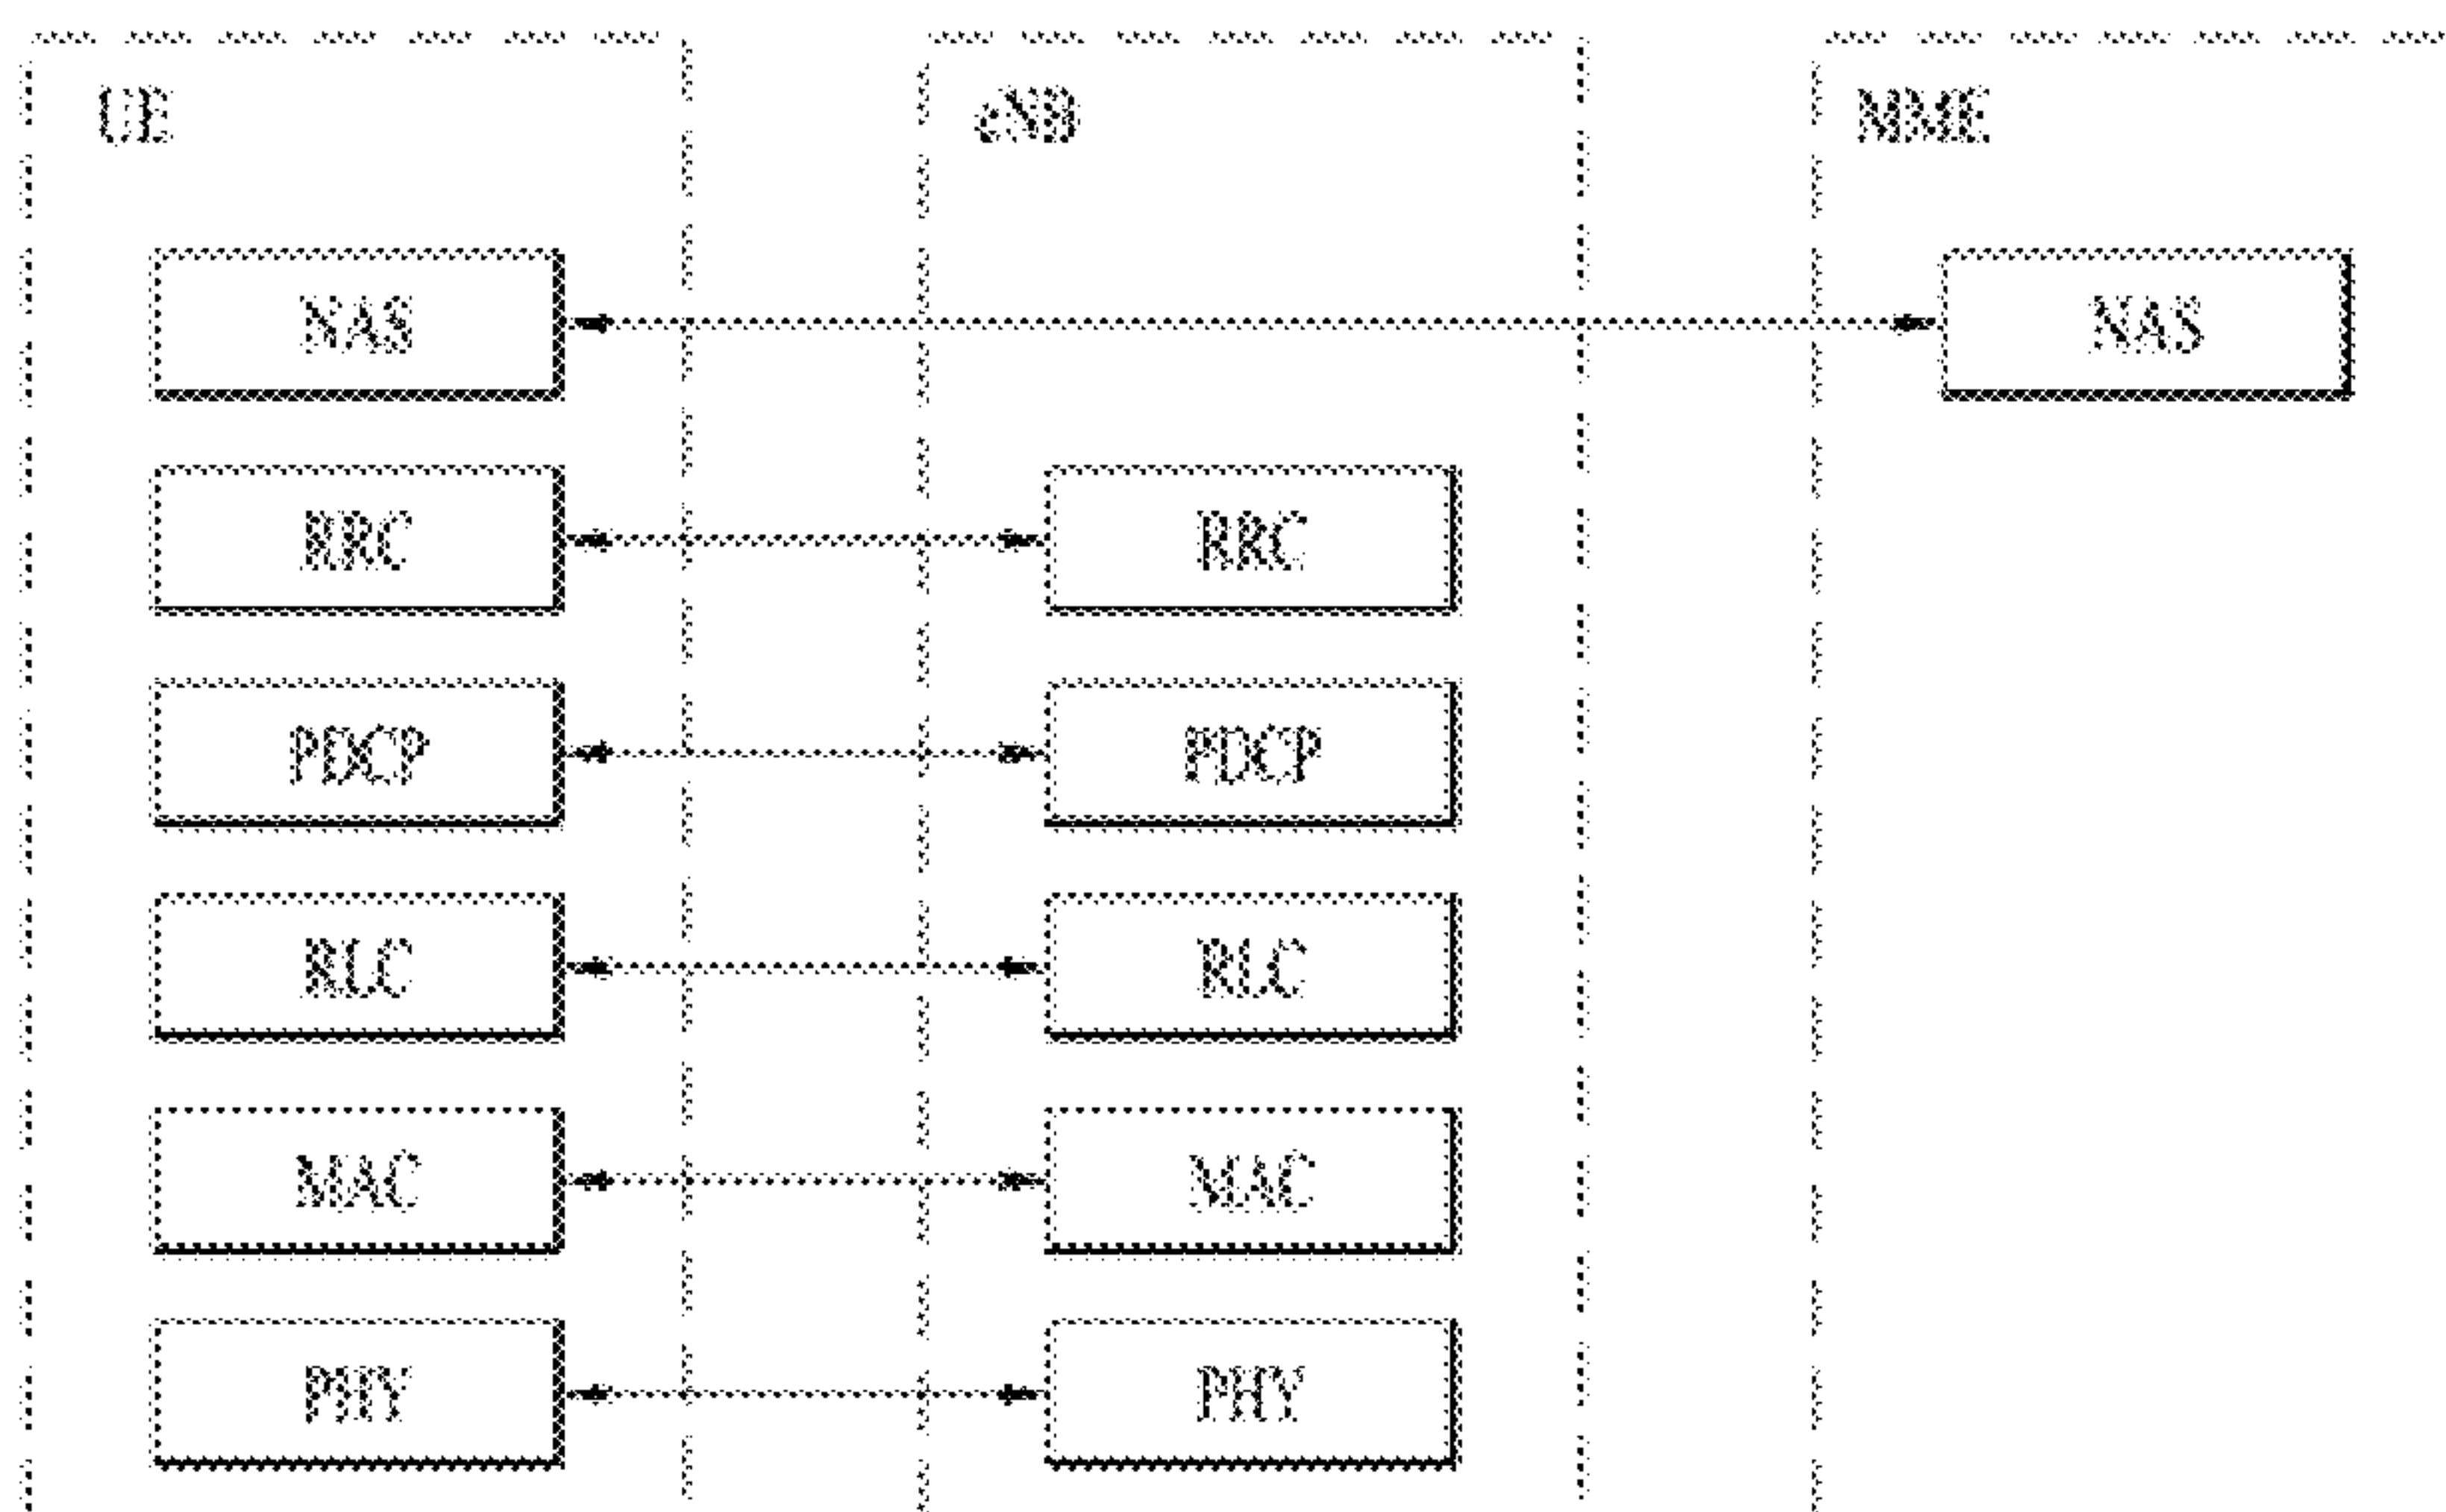 UE eNB MME
NAS NAS
RRC RRC
PDCP PDCP
RLC RLC
MAC MAC
PHY PHY